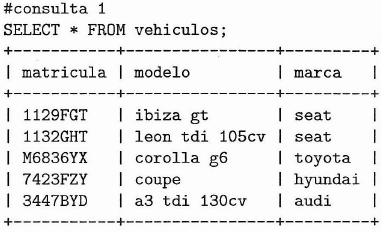 #consulta 1
SELECT * FROM vehiculos;
+-----------+----------------+---------+
| matricula | modelo         | marca   |
+-----------+----------------+---------+
| 1129FGT   | ibiza gt       | seat    |
| 1132GHT   | leon tdi 105cv | seat    |
| M6836YX   | corolla g6     | toyota  |
| 7423FZY   | coupe          | hyundai |
| 3447BYD   | a3 tdi 130cv   | audi    |
+-----------+----------------+---------+